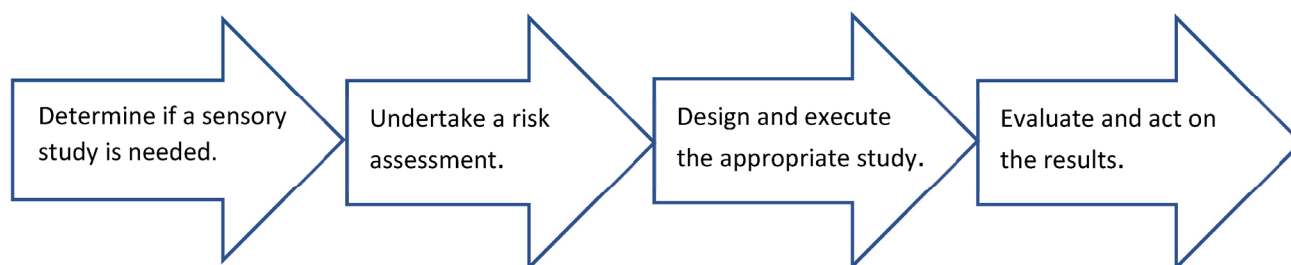 Determine if a sensory
study is needed.
Undertake a risk
assessment.
Design and execute
the appropriate study.
Evaluate and act on
the results.